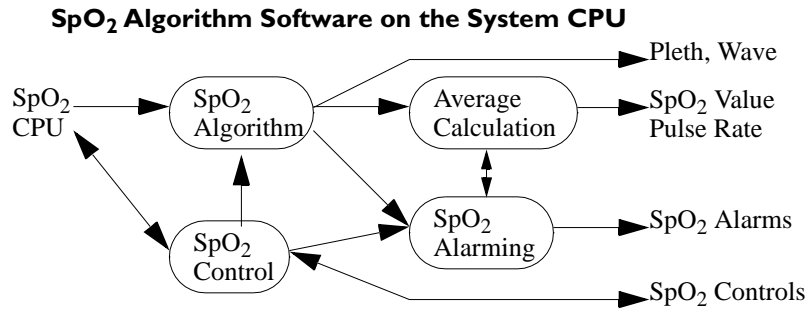 SpO₂ Algorithm Software on the System CPU
Pleth, Wave
SpO₂
CPU
SpO₂
Algorithm
Average
Calculation
SpO₂ Value
Pulse Rate
SpO₂
Control
SpO₂
Alarming
SpO₂ Alarms
SpO₂ Controls